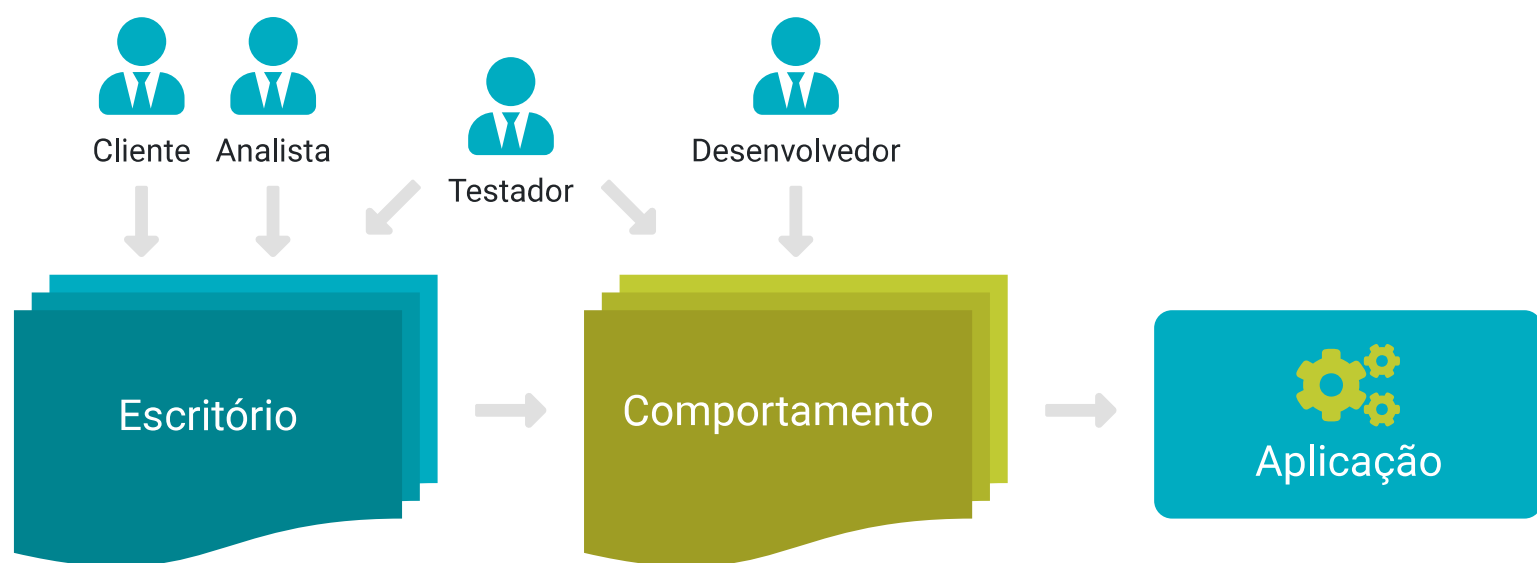 Cliente
Analista
Testador
Desenvolvedor
Escritório
Comportamento
Aplicação